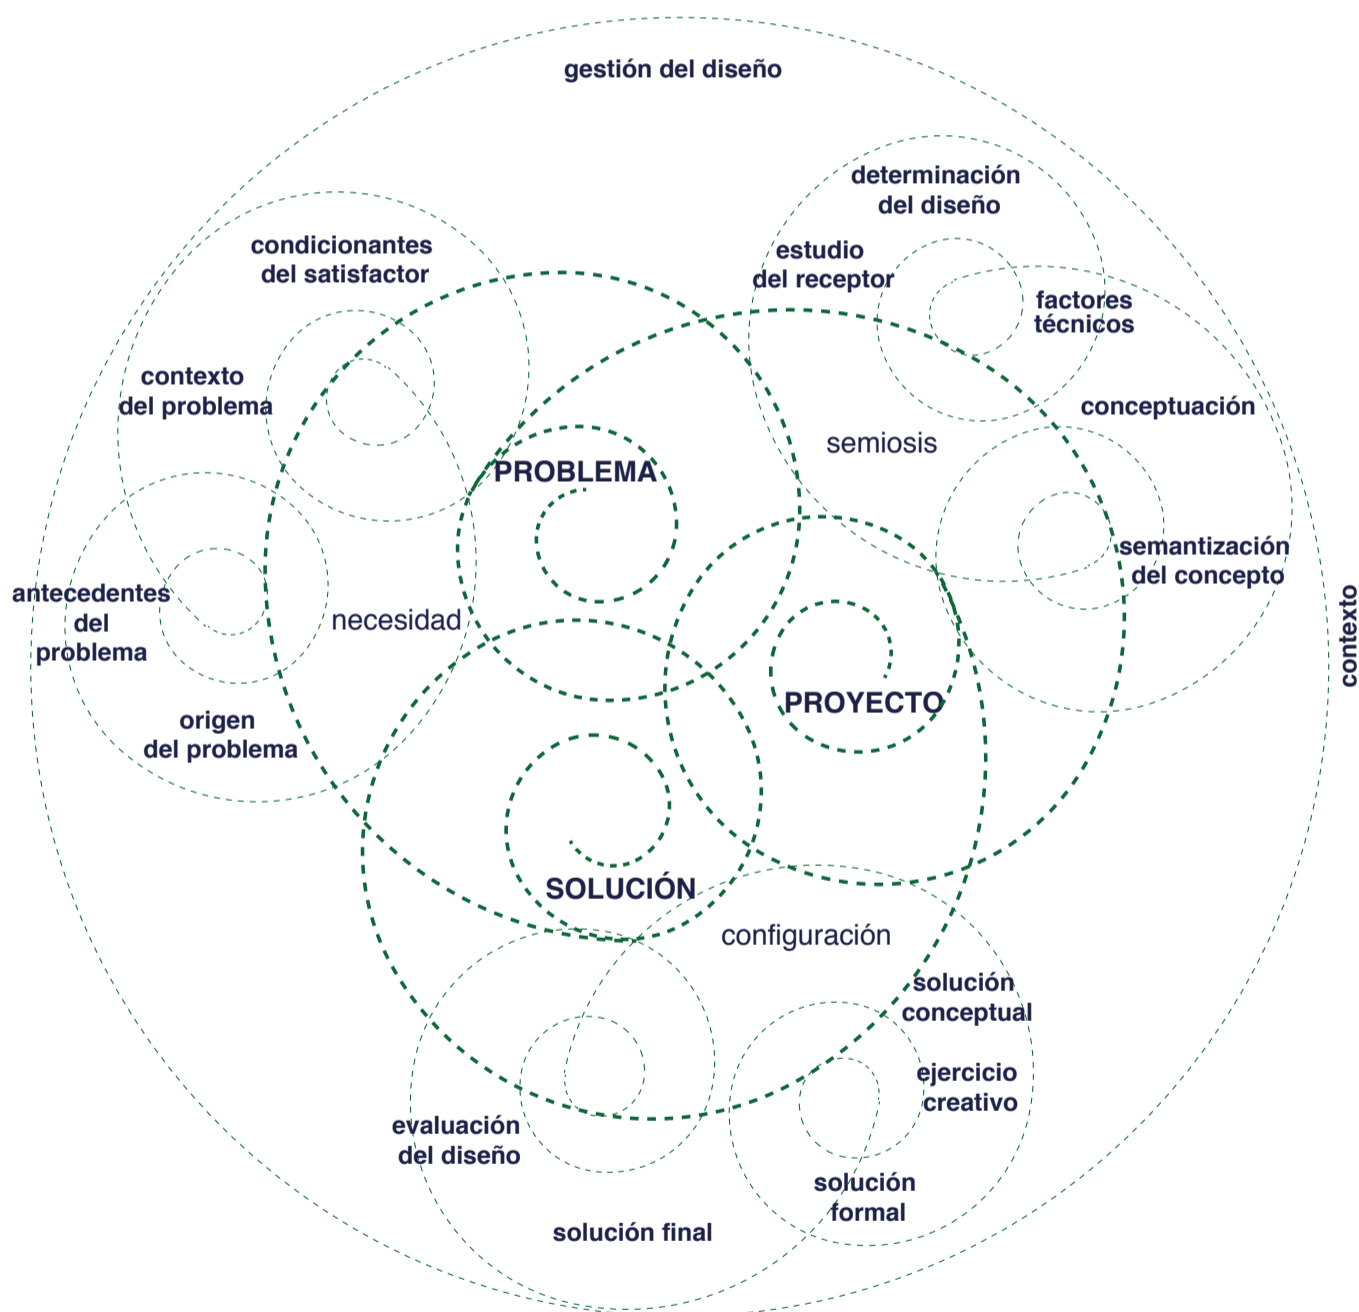 gestión del diseño
determinación
del diseño
condicionantes
del satisfactor
estudio
del receptor
factores
técnicos
contexto
del problema
conceptuación
semiosis
PROBLEMA
semantización
del concepto
antecedentes
del
problema
necesidad
contexto
PROYECTO
origen
del problema
SOLUCIÓN
configuración
solución
conceptual
ejercicio
creativo
evaluación
del diseño
solución
formal
solución final